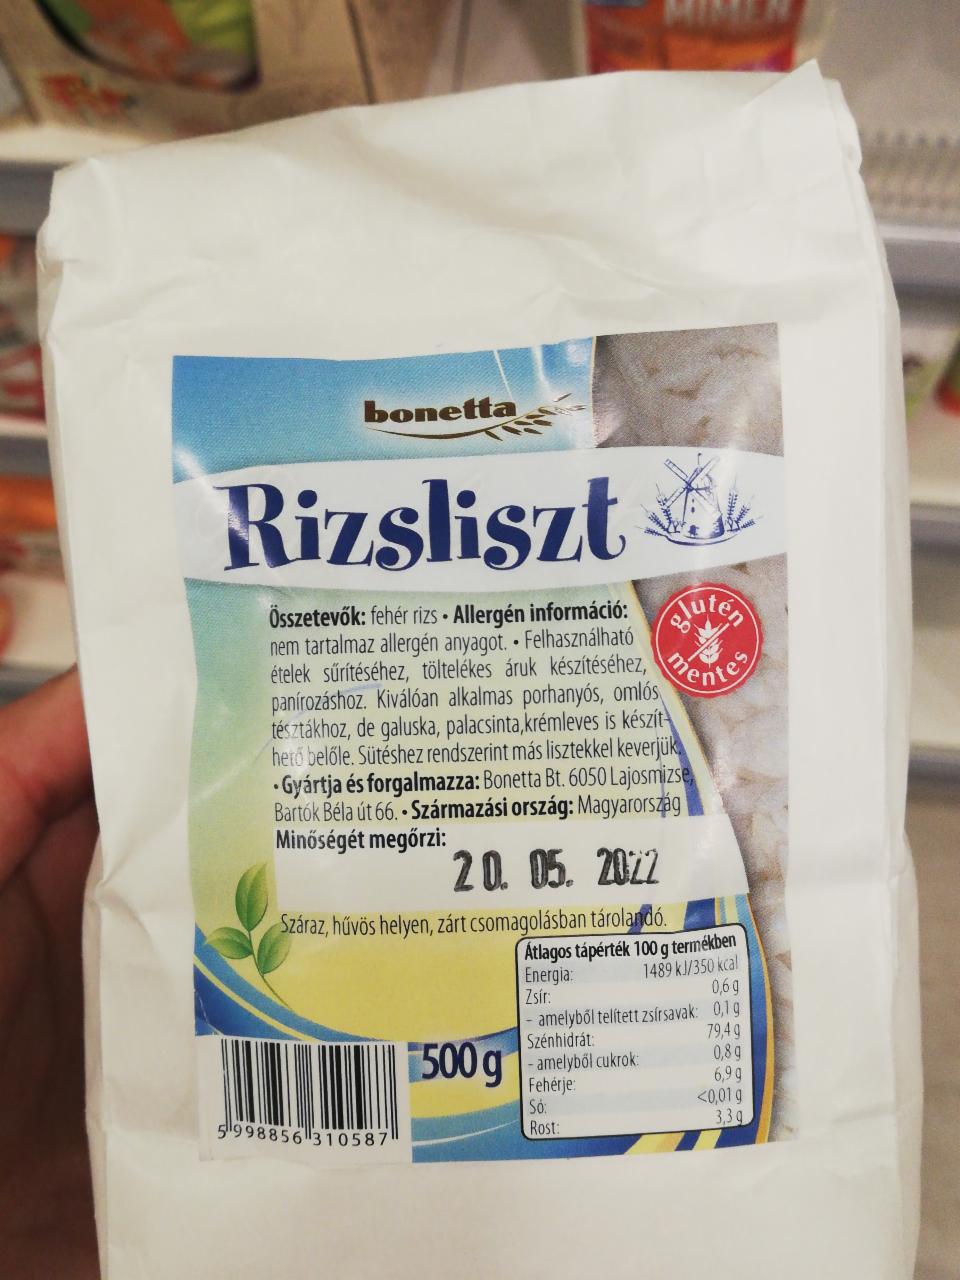 MIMEN
bonetta
Rizsliszt
glutén
mentes
Összetevők: fehér rizs • Allergén információ:
nem tartalmaz allergén anyagot. • Felhasználható
ételek sűrítéséhez, töltelékes áruk készítéséhez,
panírozáshoz. Kiválóan alkalmas porhanyós, omlós
tésztákhoz, de galuska, palacsinta,krémleves is készít-
hető belőle. Sütéshez rendszerint más lisztekkel keverjük.
• Gyártja és forgalmazza: Bonetta Bt. 6050 Lajosmizse,
Bartók Béla út 66. • Származási ország: Magyarország
Minőségét megőrzi:
20. 05. 2022
Száraz, hűvös helyen, zárt csomagolásban tárolandó.
Átlagos tápérték 100 g termékben
Energia: 1489 kJ/350 kcal
Zsír: 0,6 g
- amelyből telített zsírsavak: 0,1 g
Szénhidrát: 79,4 g
- amelyből cukrok: 0,8 g
Fehérje: 6,9 g
Só: <0,01 g
Rost: 3,3 g
500 g
5 998856 310587